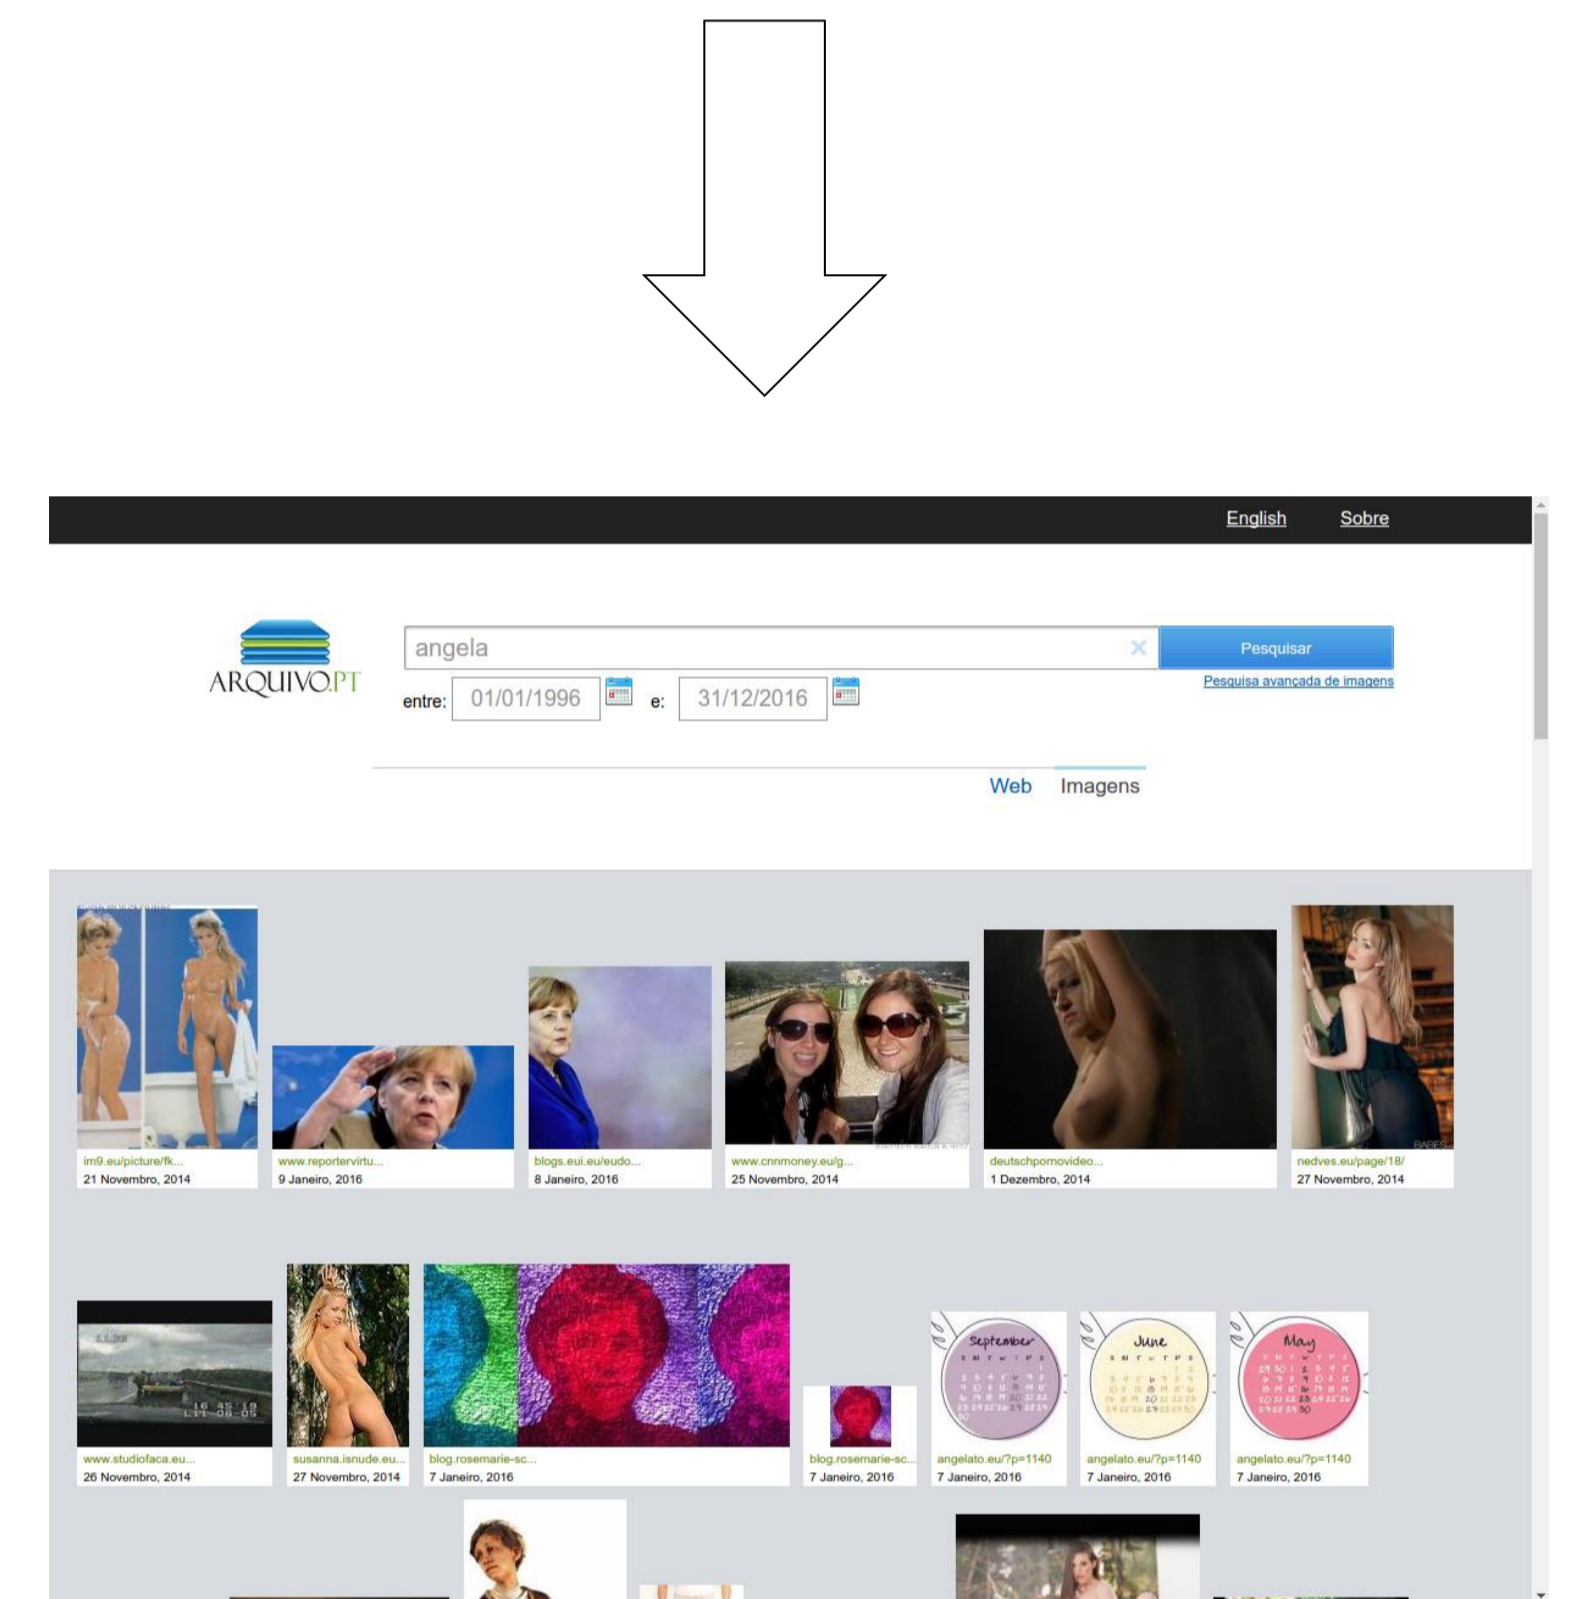 English Sobre
ARQUIVO.PT
angela
Pesquisar
Pesquisa avançada de imagens
entre: 01/01/1996 e: 31/12/2016
Web Imagens
BABES
im9.eu/picture/fk...
21 Novembro, 2014
www.reportervirtu...
9 Janeiro, 2016
blogs.eui.eu/eudo...
8 Janeiro, 2016
www.cnnmoney.eu/g...
25 Novembro, 2014
deutschpornovideo...
1 Dezembro, 2014
nedves.eu/page/18/
27 Novembro, 2014
September
June
May
www.studiofaca.eu...
26 Novembro, 2014
susanna.isnude.eu...
27 Novembro, 2014
blog.rosemarie-sc...
7 Janeiro, 2016
blog.rosemarie-sc...
7 Janeiro, 2016
angelato.eu/?p=1140
7 Janeiro, 2016
angelato.eu/?p=1140
7 Janeiro, 2016
angelato.eu/?p=1140
7 Janeiro, 2016